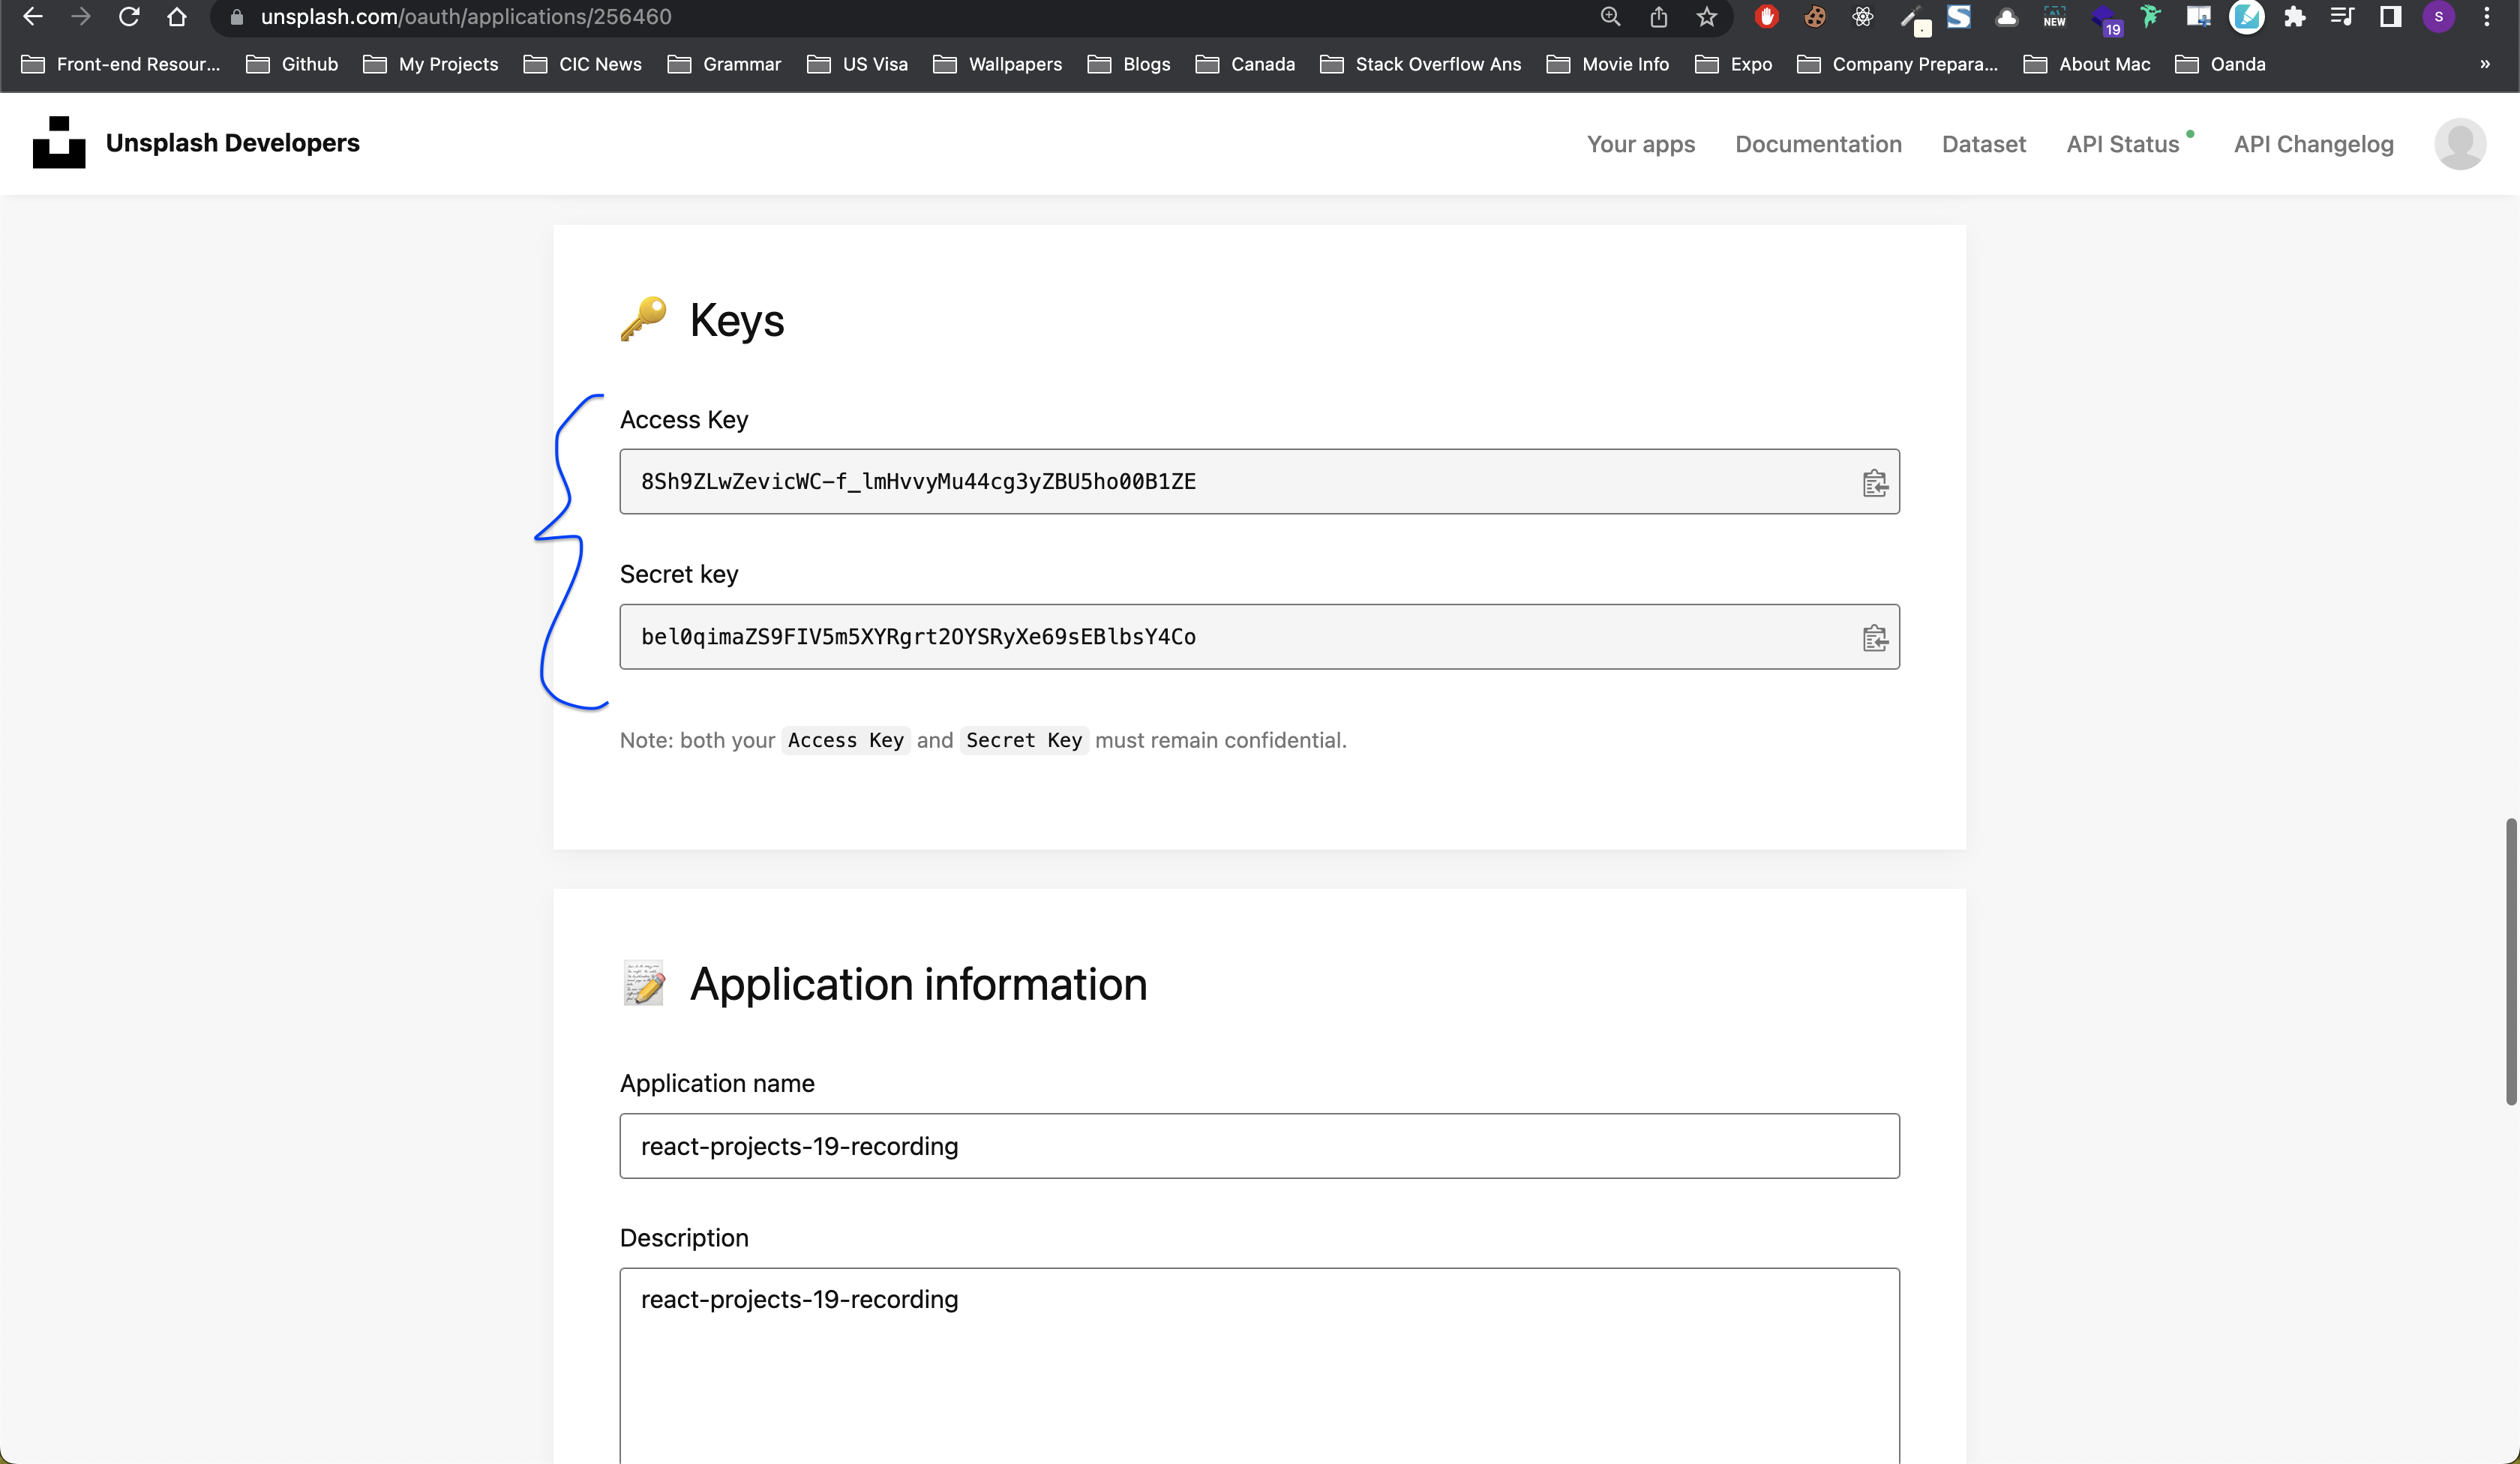 unsplash.com/oauth/applications/256460
NEW
19
S
Front-end Resour...
Github
My Projects
CIC News
Grammar
US Visa
Wallpapers
Blogs
Canada
Stack Overflow Ans
Movie Info
Expo
Company Prepara...
About Mac
Oanda
»
Unsplash Developers
Your apps
Documentation
Dataset
API Status
API Changelog
Keys
Access Key
8Sh9ZLwZevicWC-f_lmHvvyMu44cg3yZBU5ho00B1ZE
Secret key
bel0qimaZS9FIV5m5XYRgrt2OYSRyXe69sEBlbsY4Co
Note: both your Access Key and Secret Key must remain confidential.
Application information
Application name
react-projects-19-recording
Description
react-projects-19-recording